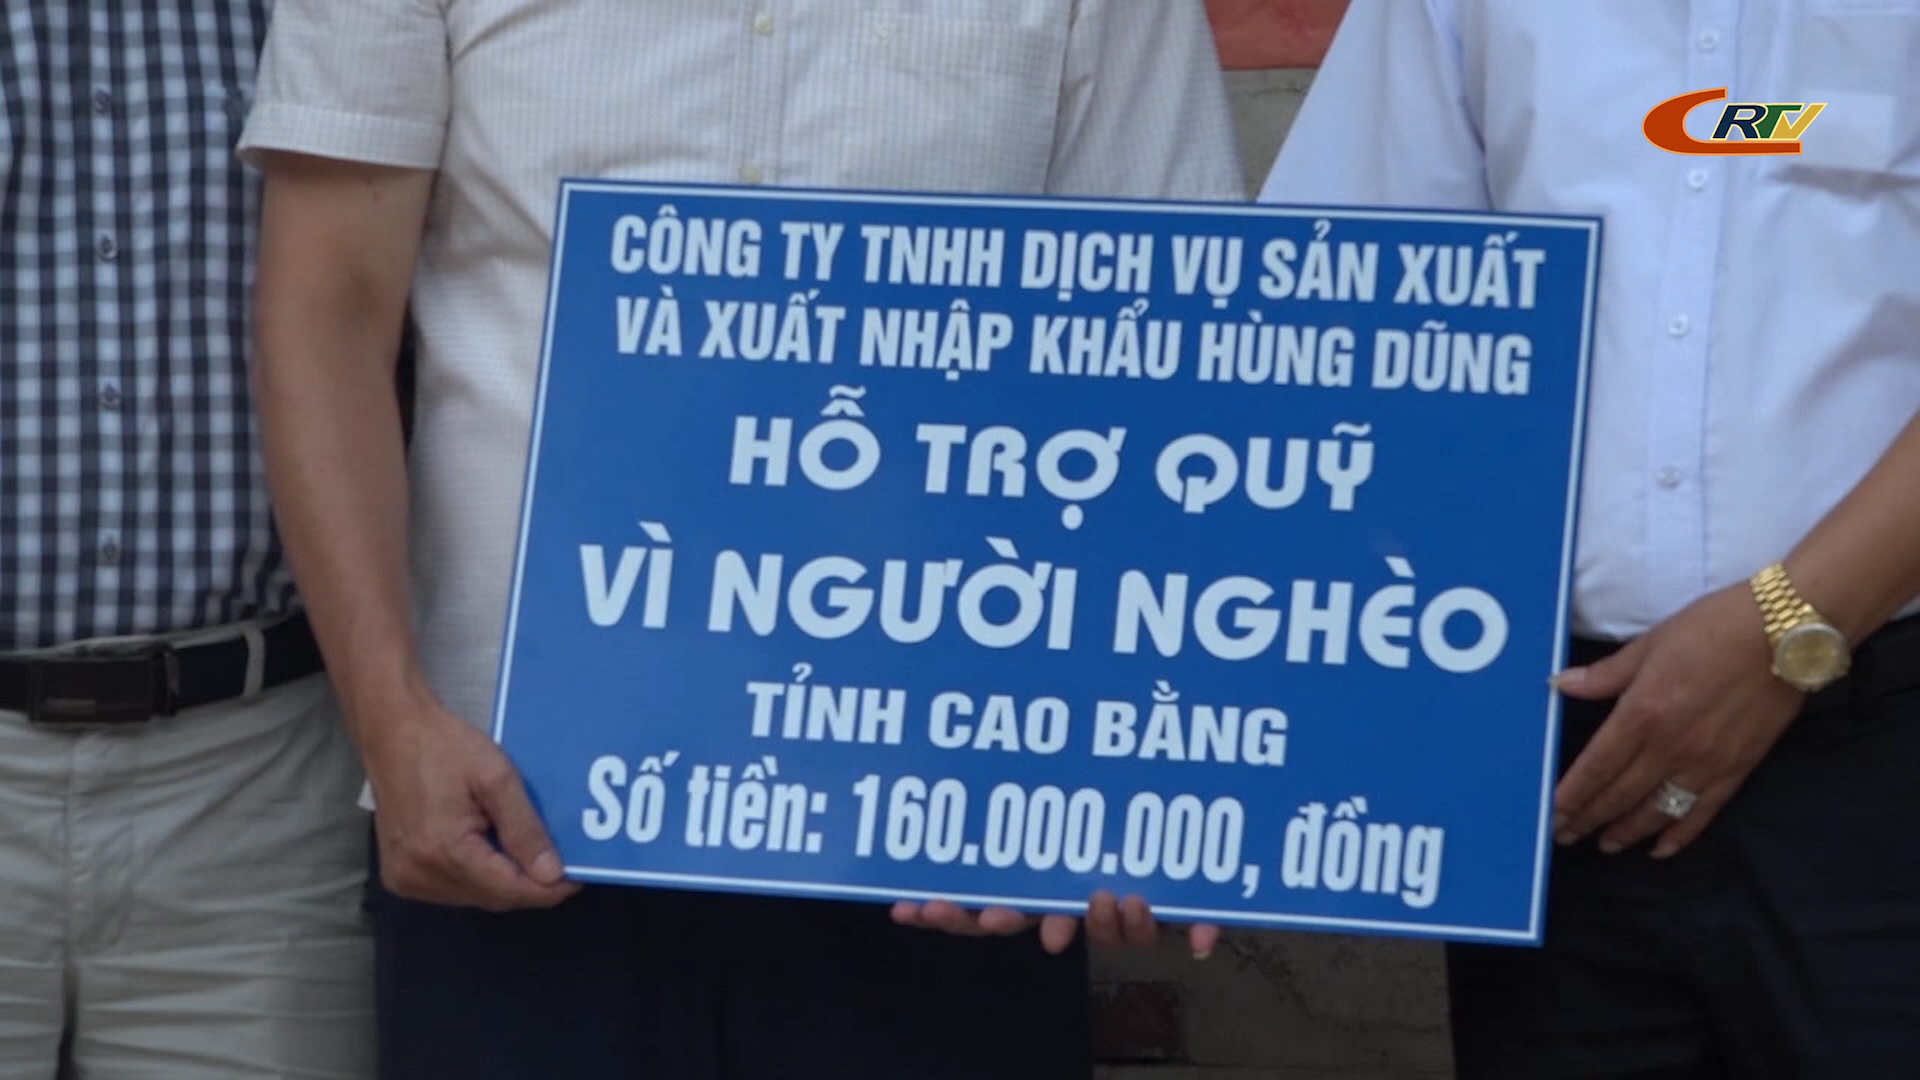 CRTV
CÔNG TY TNHH DỊCH VỤ SẢN XUẤT
VÀ XUẤT NHẬP KHẨU HÙNG DŨNG
HỖ TRỢ QUỸ
VÌ NGƯỜI NGHÈO
TỈNH CAO BẰNG
Số tiền: 160.000.000, đồng